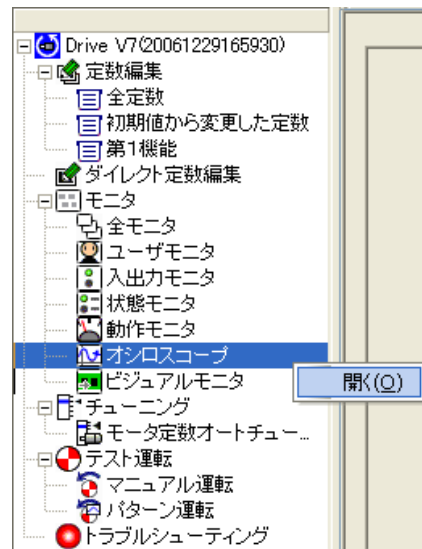 Drive V7(20061229165930)
定数編集
全定数
初期値から変更した定数
第1機能
ダイレクト定数編集
モニタ
全モニタ
ユーザモニタ
入出力モニタ
状態モニタ
動作モニタ
オシロスコープ
ビジュアルモニタ
開く(O)
チューニング
モータ定数オートチュー...
テスト運転
マニュアル運転
パターン運転
トラブルシューティング